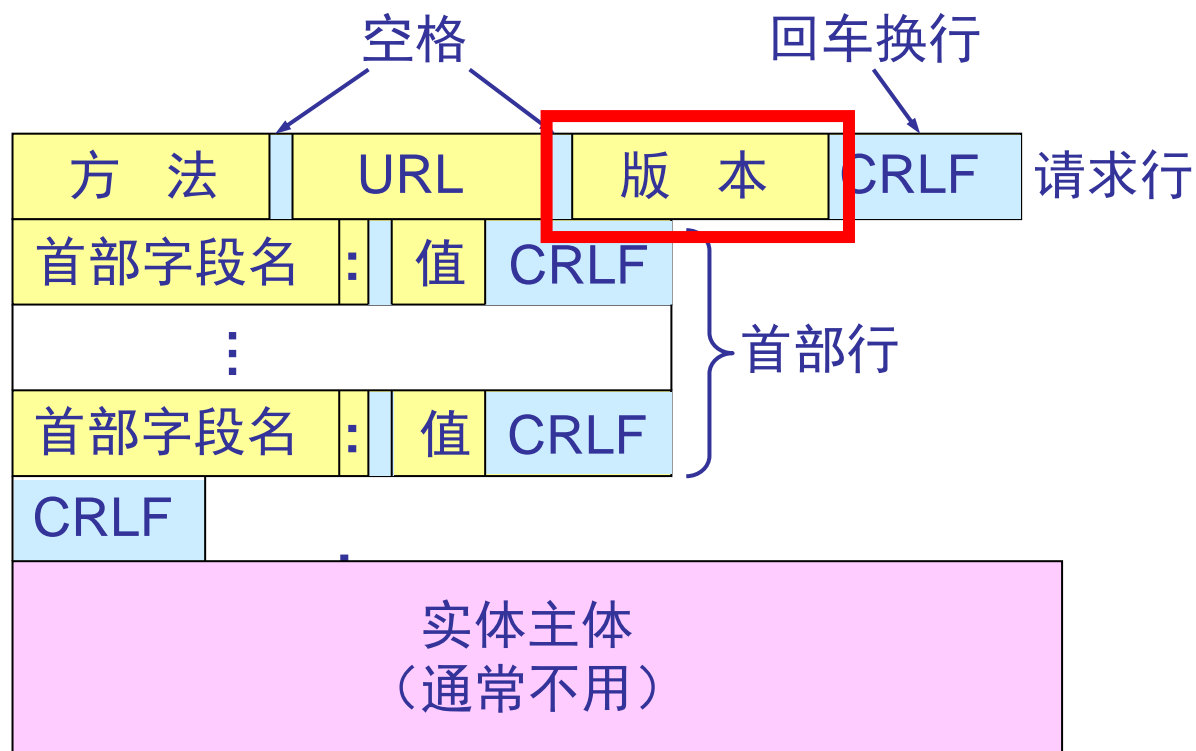 空格 回车换行
方 法 URL 版 本 CRLF 请求行
首部字段名 : 值 CRLF
⋮ 首部行
首部字段名 : 值 CRLF
CRLF
实体主体
（通常不用）